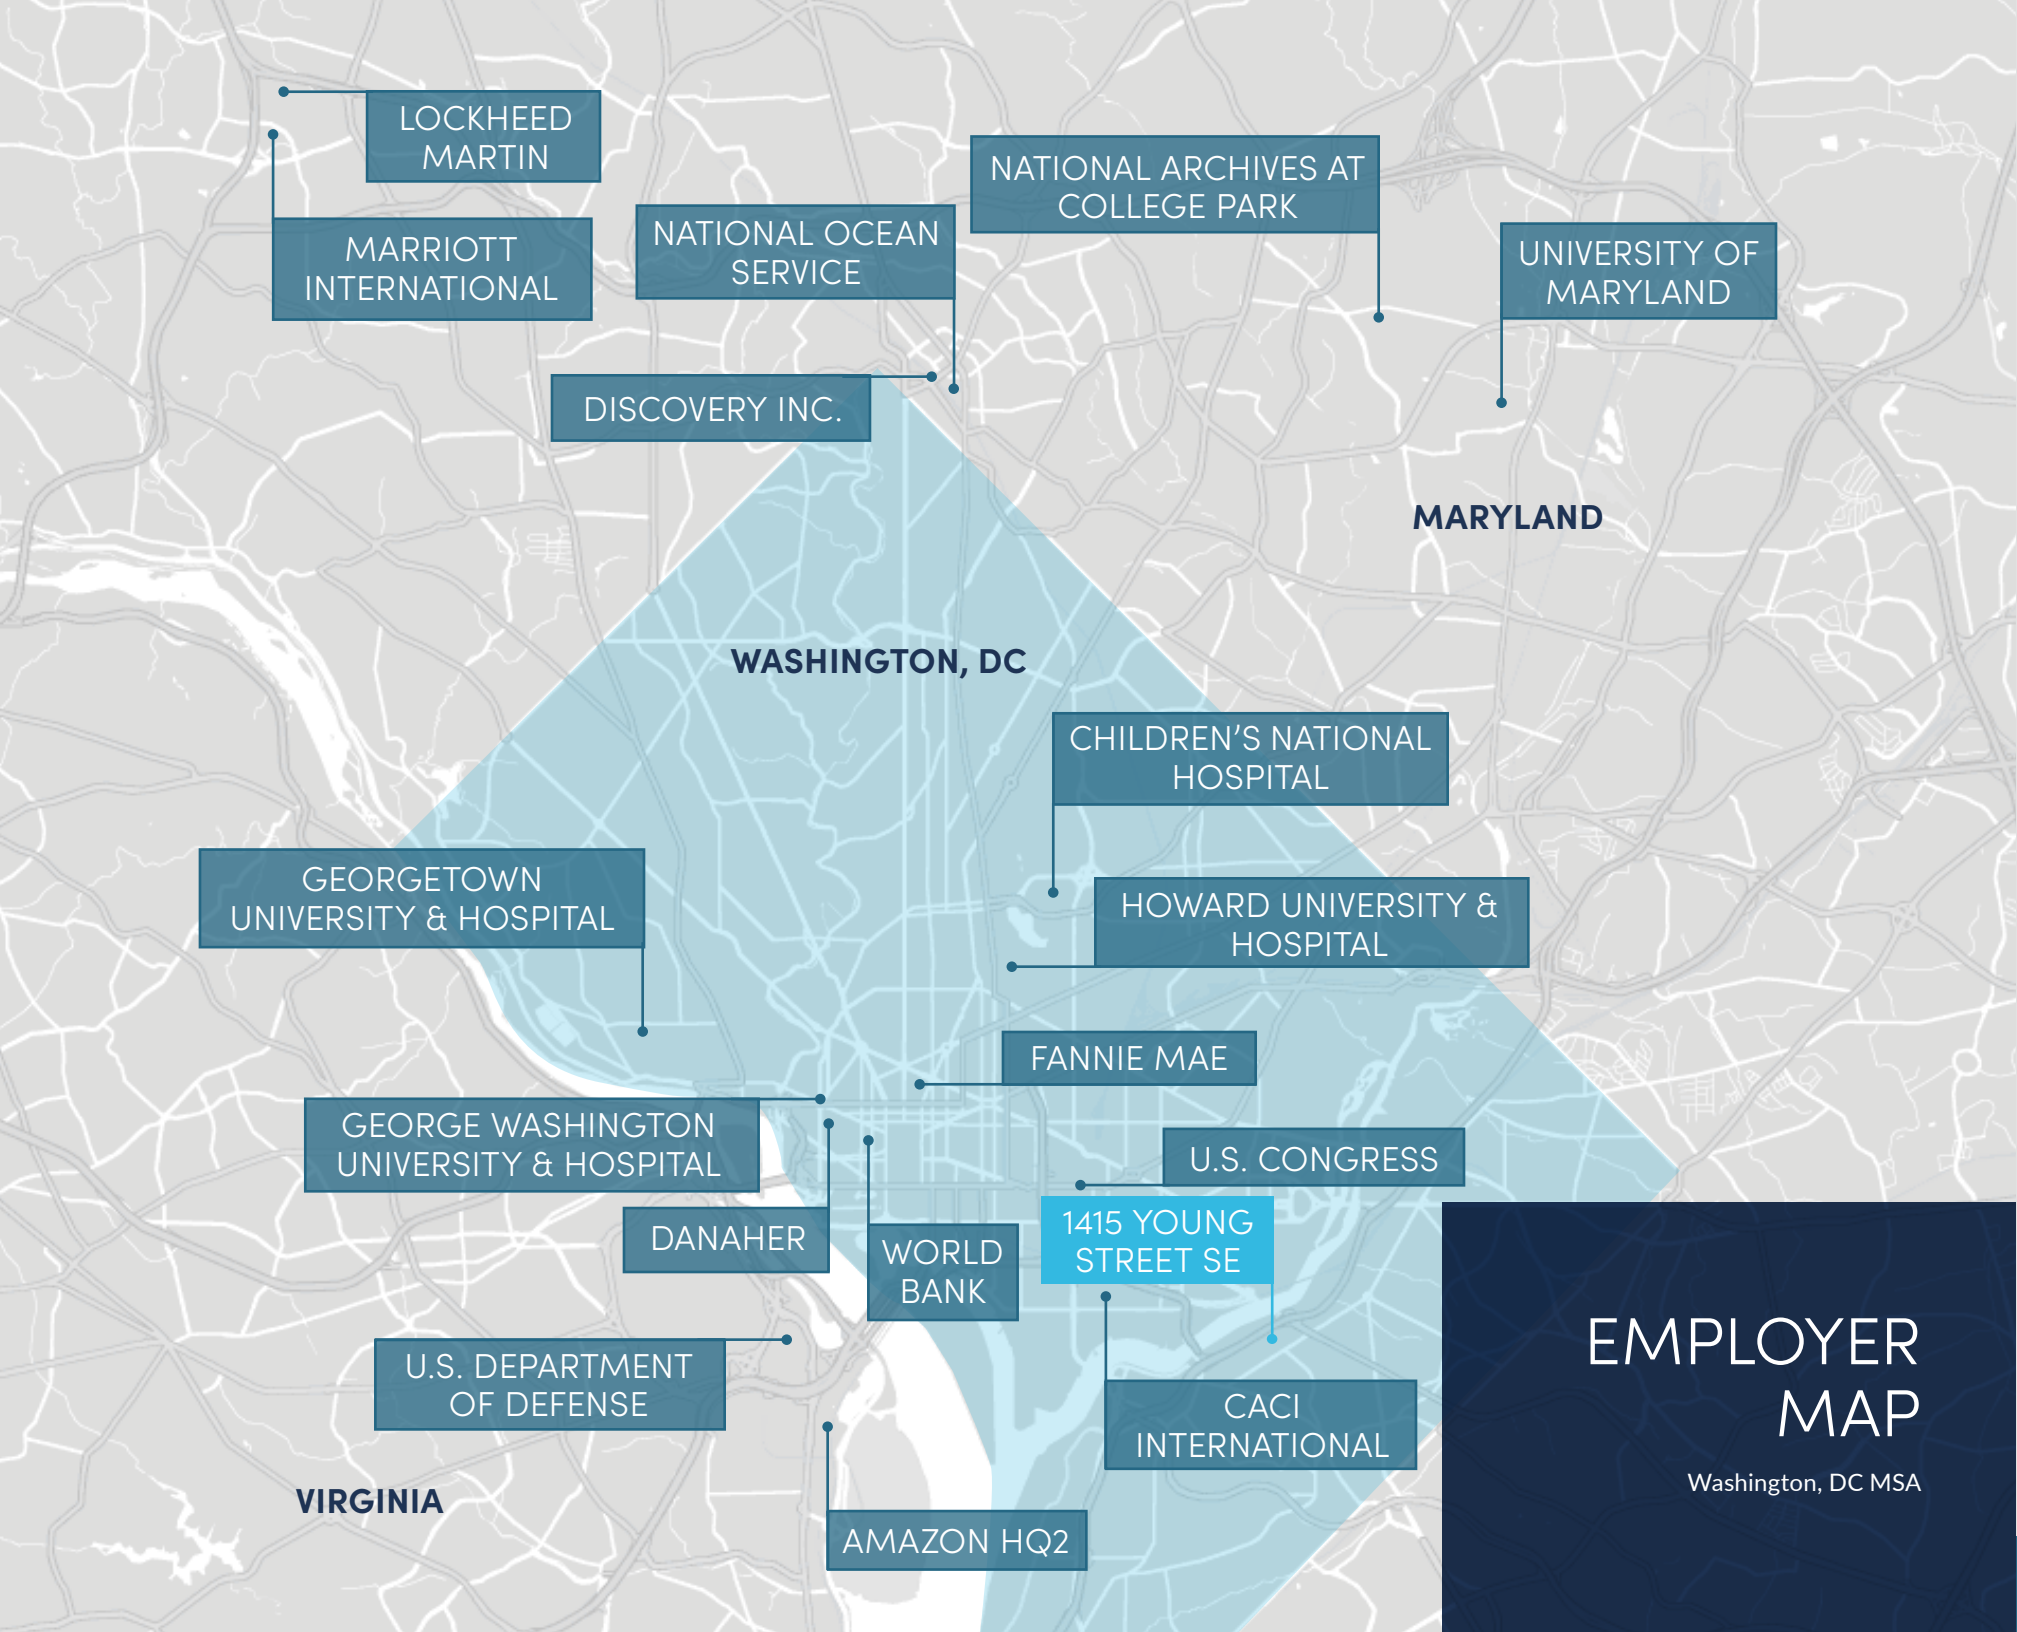 LOCKHEED
MARTIN
NATIONAL ARCHIVES AT
COLLEGE PARK
MARRIOTT
INTERNATIONAL
NATIONAL OCEAN
SERVICE
UNIVERSITY OF
MARYLAND
DISCOVERY INC.
MARYLAND
WASHINGTON, DC
CHILDREN'S NATIONAL
HOSPITAL
GEORGETOWN
UNIVERSITY & HOSPITAL
HOWARD UNIVERSITY &
HOSPITAL
FANNIE MAE
GEORGE WASHINGTON
UNIVERSITY & HOSPITAL
U.S. CONGRESS
DANAHER
WORLD
BANK
1415 YOUNG
STREET SE
U.S. DEPARTMENT
OF DEFENSE
CACI
INTERNATIONAL
VIRGINIA
AMAZON HQ2
EMPLOYER
MAP
Washington, DC MSA